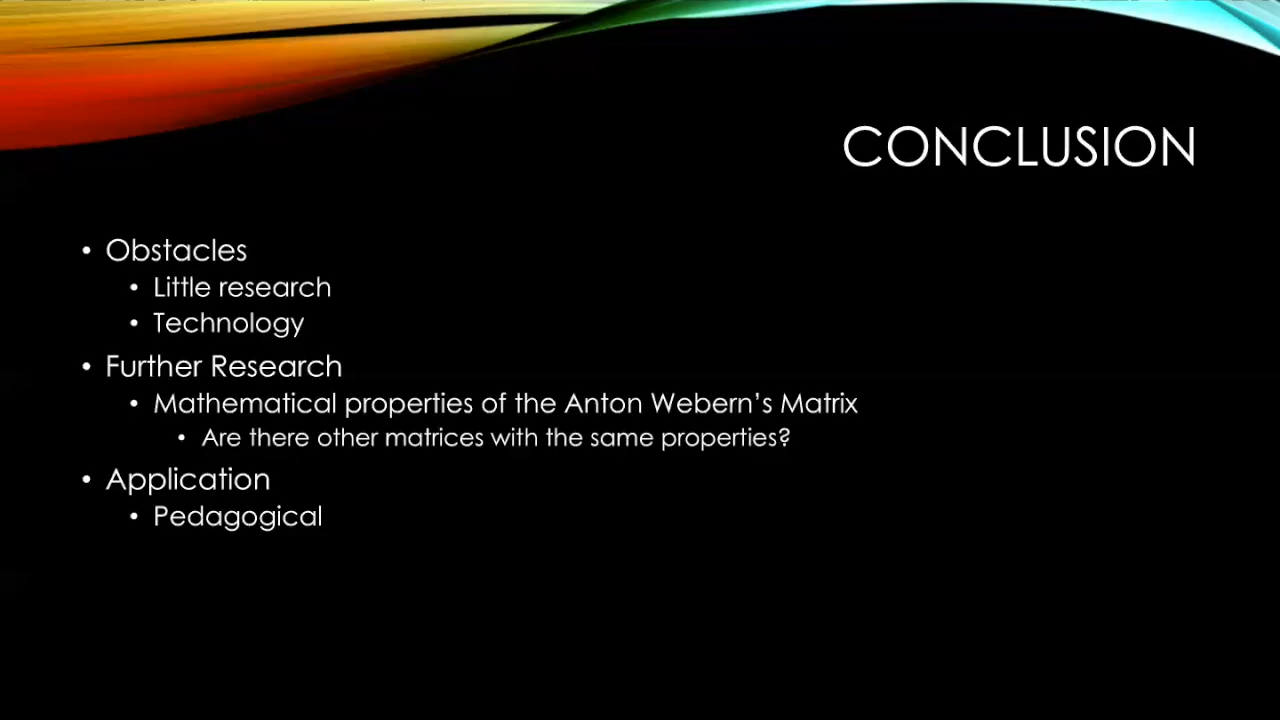 CONCLUSION
• Obstacles
• Little research
• Technology
• Further Research
• Mathematical properties of the Anton Webern’s Matrix
• Are there other matrices with the same properties?
• Application
• Pedagogical